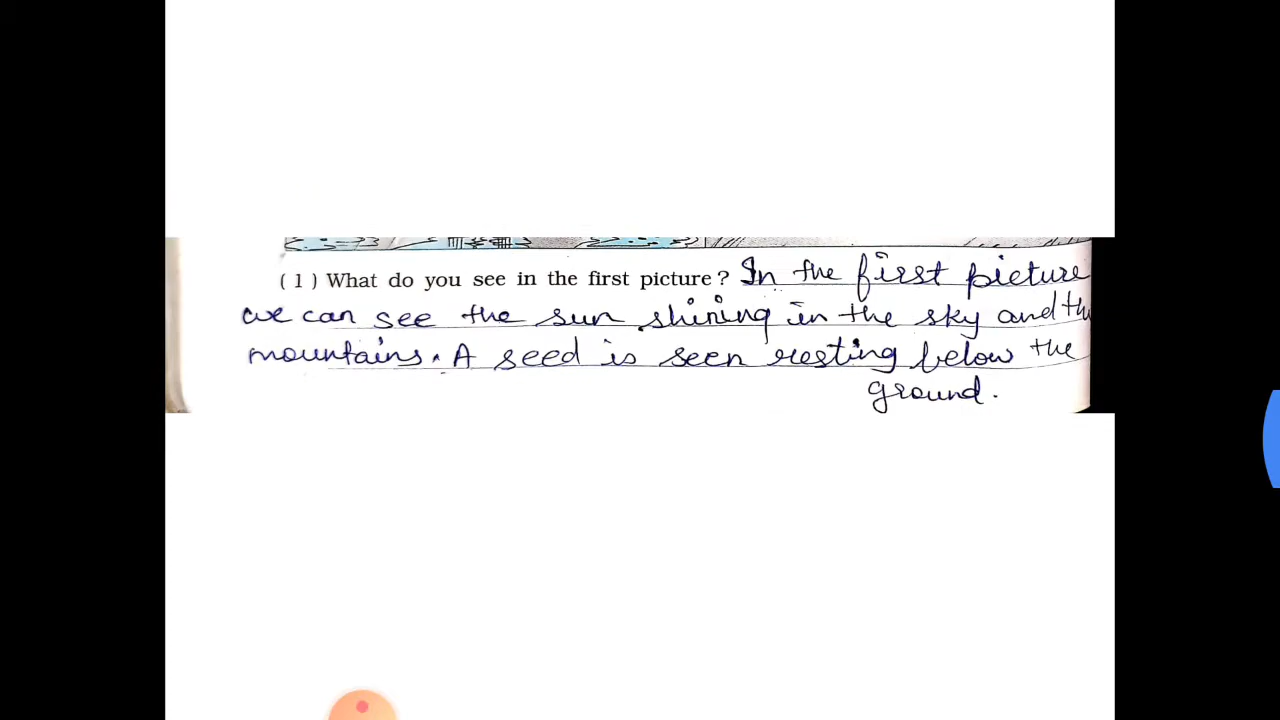 (1) What do you see in the first picture? In the first picture
we can see the sun shining in the sky and the
mountains. A seed is seen resting below the
ground.